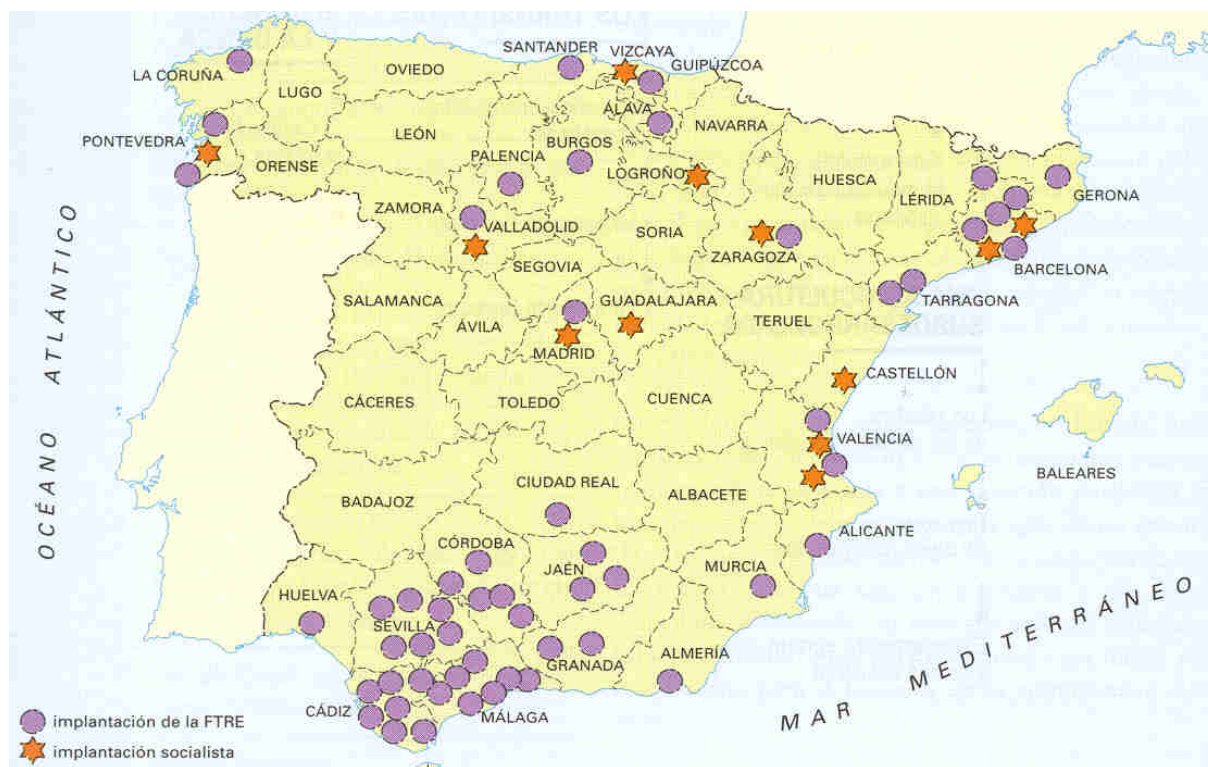 SANTANDER
VIZCAYA
GUIPÚZCOA
LA CORUÑA
OVIEDO
LUGO
ÁLAVA
NAVARRA
PONTEVEDRA
LEÓN
BURGOS
PALENCIA
ORENSE
LOGROÑO
HUESCA
LÉRIDA
GERONA
ZAMORA
VALLADOLID
SORIA
ZARAGOZA
SEGOVIA
BARCELONA
SALAMANCA
GUADALAJARA
TARRAGONA
ÁVILA
TERUEL
MADRID
CASTELLÓN
CÁCERES
TOLEDO
CUENCA
VALENCIA
BALEARES
CIUDAD REAL
BADAJOZ
ALBACETE
ALICANTE
CÓRDOBA
JAÉN
MURCIA
HUELVA
SEVILLA
GRANADA
ALMERÍA
CÁDIZ
MÁLAGA
OCÉANO ATLÁNTICO
MAR MEDITERRÁNEO
implantación de la FTRE
implantación socialista